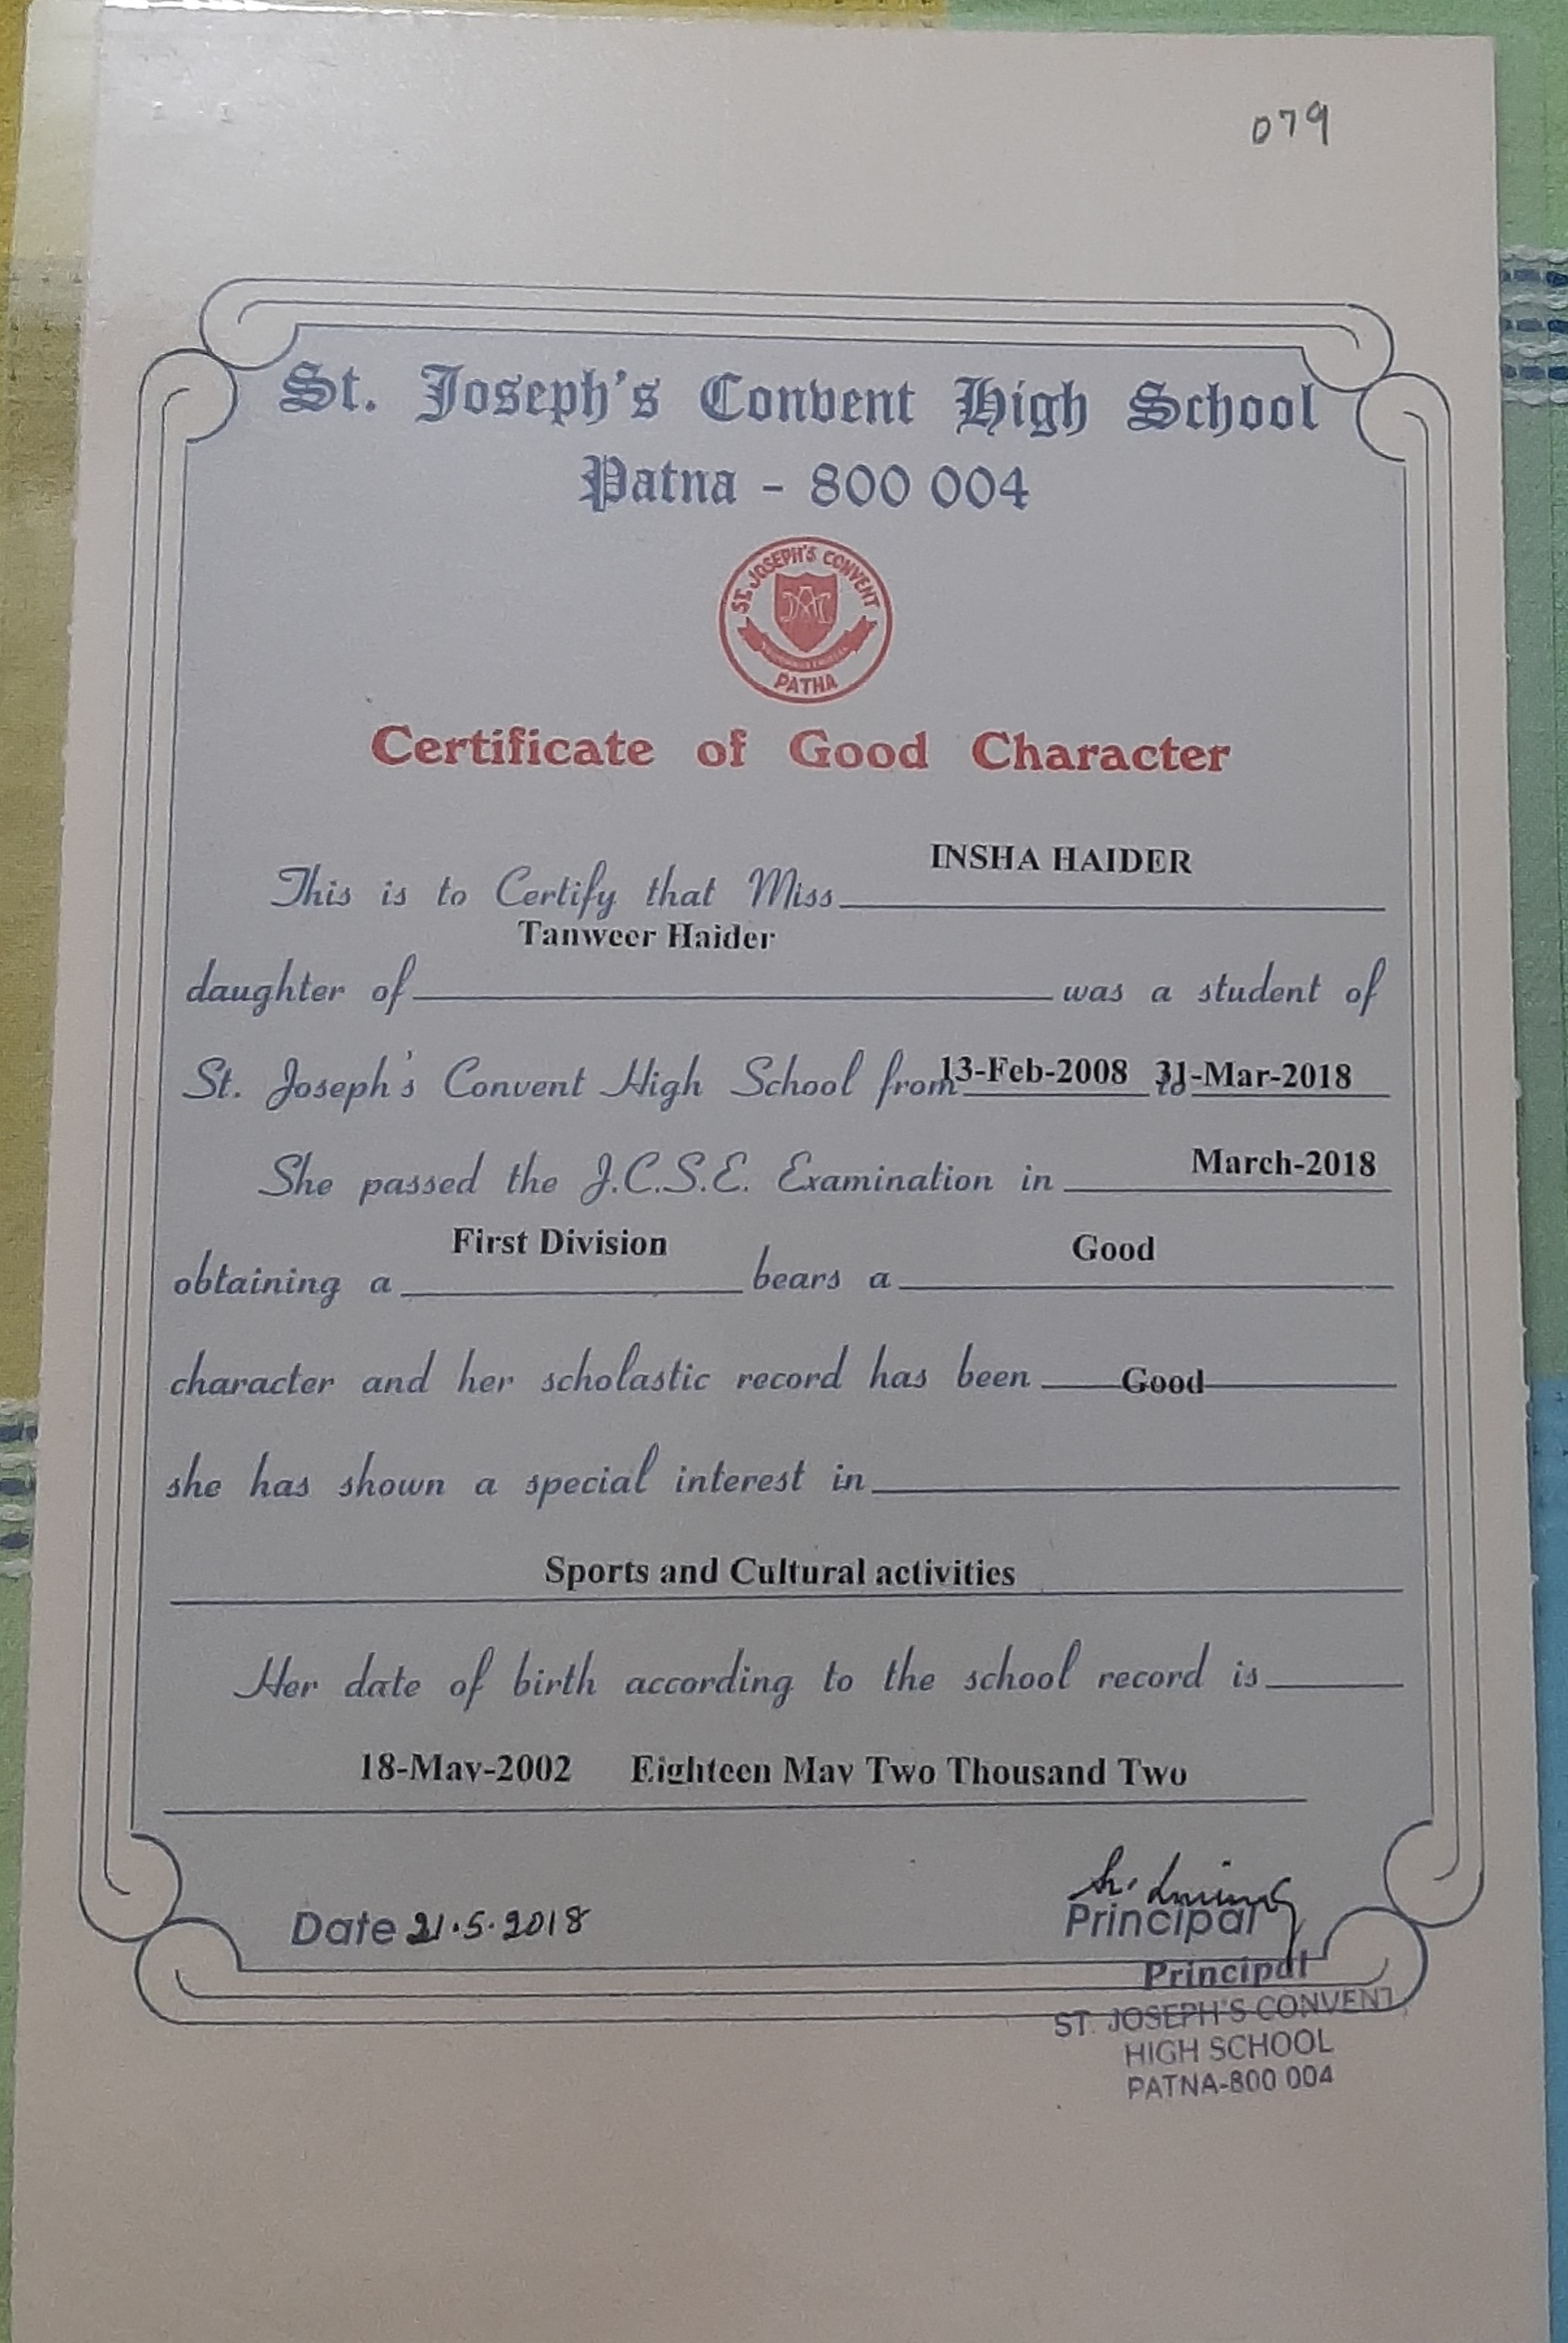 079
St. Joseph's Convent High School
Patna - 800 004
ST. JOSEPH'S CONVENT
PATNA
Certificate of Good Character
This is to Certify that Miss INSHA HAIDER
daughter of Tanweer Haider was a student of
St. Joseph's Convent High School from 13-Feb-2008 to 31-Mar-2018
She passed the I.C.S.E. Examination in March-2018
obtaining a First Division bears a Good
character and her scholastic record has been Good
she has shown a special interest in
Sports and Cultural activities
Her date of birth according to the school record is
18-May-2002 Eighteen May Two Thousand Two
Date 21.5.2018
Principal
Principal
ST. JOSEPH'S CONVENT
HIGH SCHOOL
PATNA-800 004